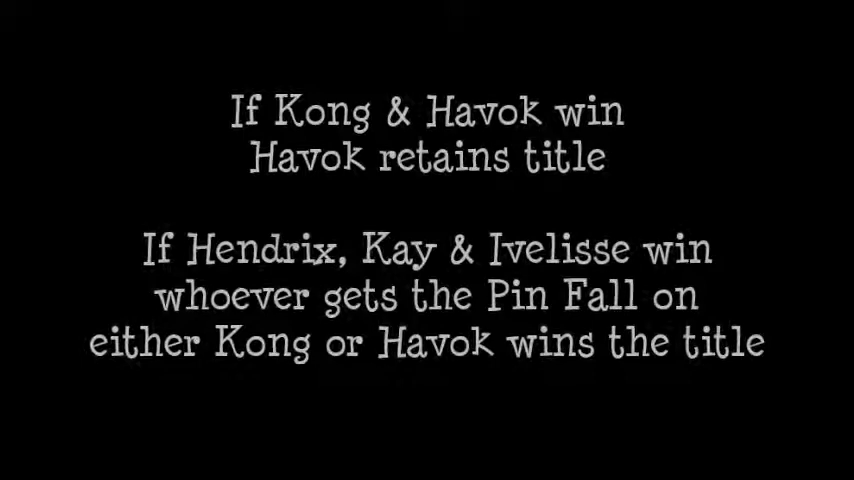 If Kong & Havok win
Havok retains title
If Hendrix, Kay & Ivelisse win
whoever gets the Pin Fall on
either Kong or Havok wins the title